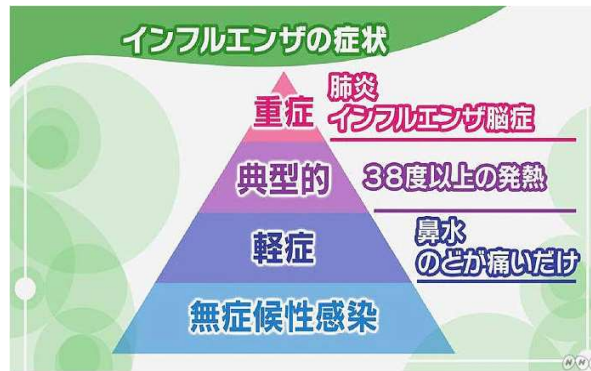 インフルエンザの症状
重症
肺炎
インフルエンザ脳症
典型的
38度以上の発熱
軽症
鼻水
のどが痛いだけ
無症候性感染
NHK